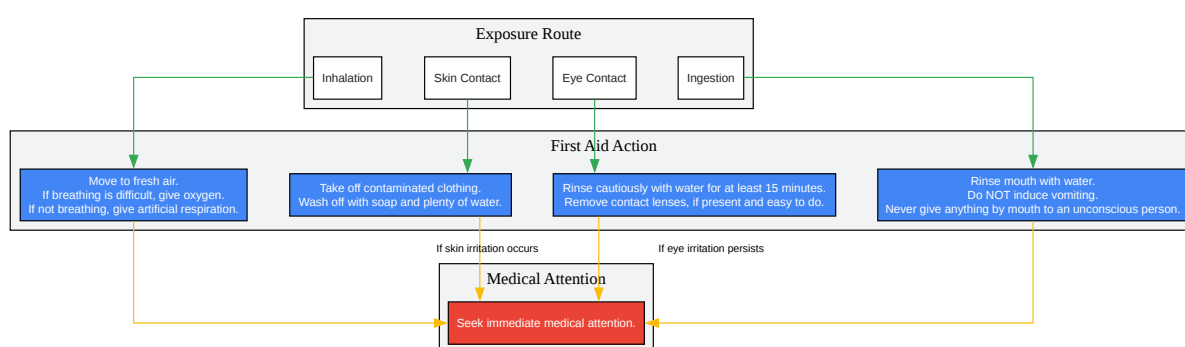 Exposure Route
Inhalation
Skin Contact
Eye Contact
Ingestion
First Aid Action
Move to fresh air.
If breathing is difficult, give oxygen.
If not breathing, give artificial respiration.
Take off contaminated clothing.
Wash off with soap and plenty of water.
Rinse cautiously with water for at least 15 minutes.
Remove contact lenses, if present and easy to do.
Rinse mouth with water.
Do NOT induce vomiting.
Never give anything by mouth to an unconscious person.
If skin irritation occurs
If eye irritation persists
Medical Attention
Seek immediate medical attention.